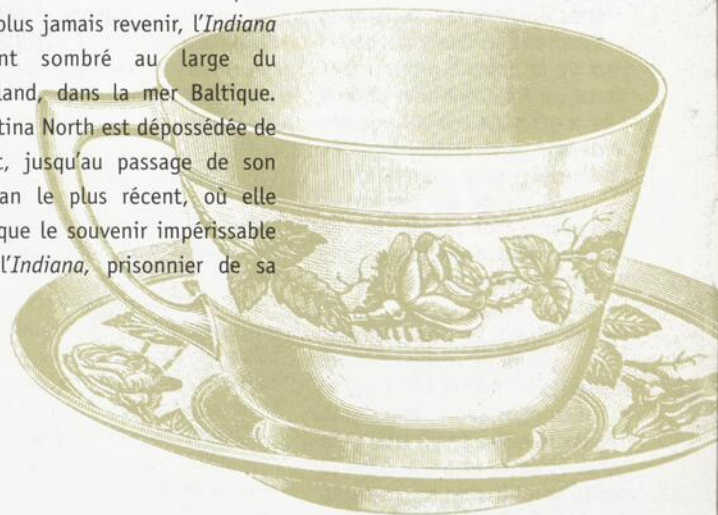 plus jamais revenir, l'Indiana
nt sombré au large du
land, dans la mer Baltique.
tina North est dépossédée de
t, jusqu'au passage de son
an le plus récent, où elle
que le souvenir impérissable
l'Indiana, prisonnier de sa